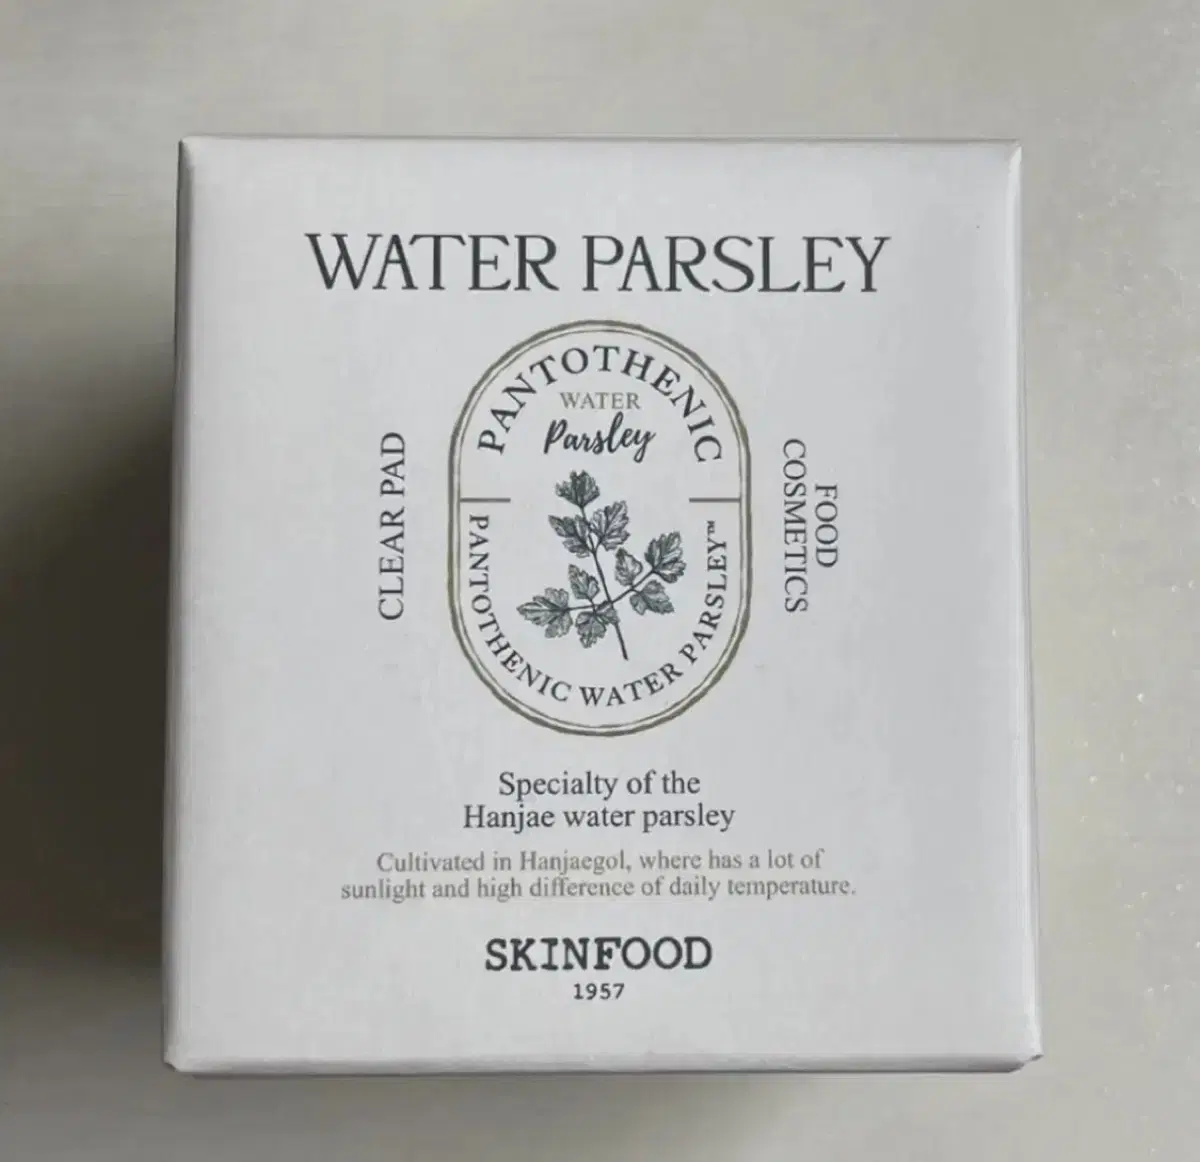 WATER PARSLEY
PANTOTHENIC
WATER
Parsley
CLEAR PAD
FOOD
COSMETICS
PANTOTHENIC WATER PARSLEY™
Specialty of the
Hanjae water parsley
Cultivated in Hanjaegol, where has a lot of
sunlight and high difference of daily temperature.
SKINFOOD
1957